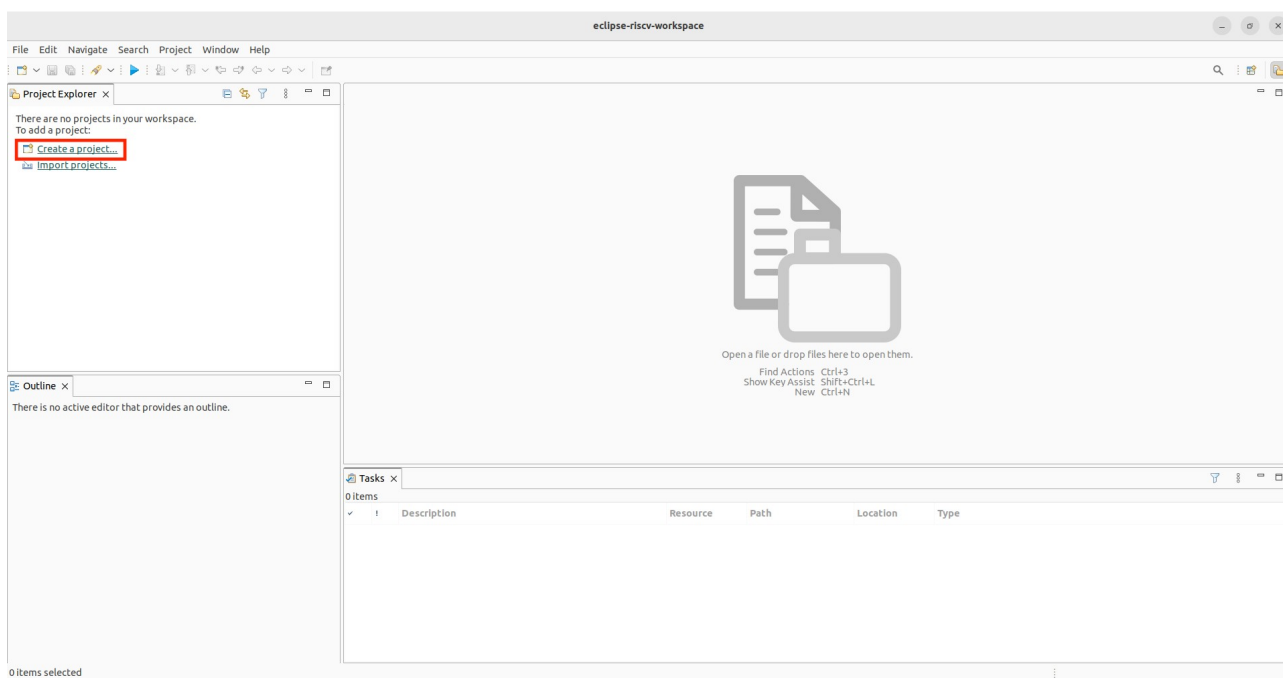 eclipse-riscv-workspace
File Edit Navigate Search Project Window Help
Project Explorer
There are no projects in your workspace.
To add a project:
Create a project...
Import projects...
Open a file or drop files here to open them.
Find Actions Ctrl+3
Show Key Assist Shift+Ctrl+L
New Ctrl+N
Outline
There is no active editor that provides an outline.
Tasks
0 items
! Description Resource Path Location Type
0 items selected